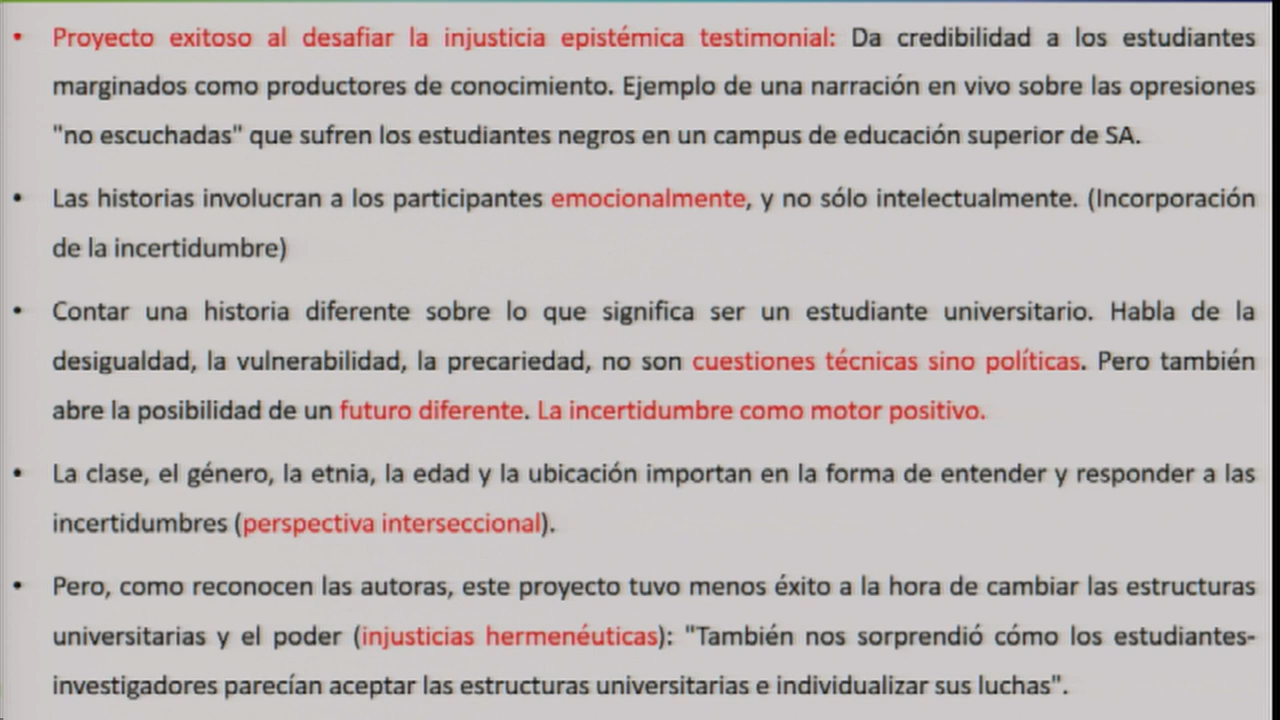 • Proyecto exitoso al desafiar la injusticia epistémica testimonial: Da credibilidad a los estudiantes
marginados como productores de conocimiento. Ejemplo de una narración en vivo sobre las opresiones
"no escuchadas" que sufren los estudiantes negros en un campus de educación superior de SA.
• Las historias involucran a los participantes emocionalmente, y no sólo intelectualmente. (Incorporación
de la incertidumbre)
• Contar una historia diferente sobre lo que significa ser un estudiante universitario. Habla de la
desigualdad, la vulnerabilidad, la precariedad, no son cuestiones técnicas sino políticas. Pero también
abre la posibilidad de un futuro diferente. La incertidumbre como motor positivo.
• La clase, el género, la etnia, la edad y la ubicación importan en la forma de entender y responder a las
incertidumbres (perspectiva interseccional).
• Pero, como reconocen las autoras, este proyecto tuvo menos éxito a la hora de cambiar las estructuras
universitarias y el poder (injusticias hermenéuticas): "También nos sorprendió cómo los estudiantes-
investigadores parecían aceptar las estructuras universitarias e individualizar sus luchas".